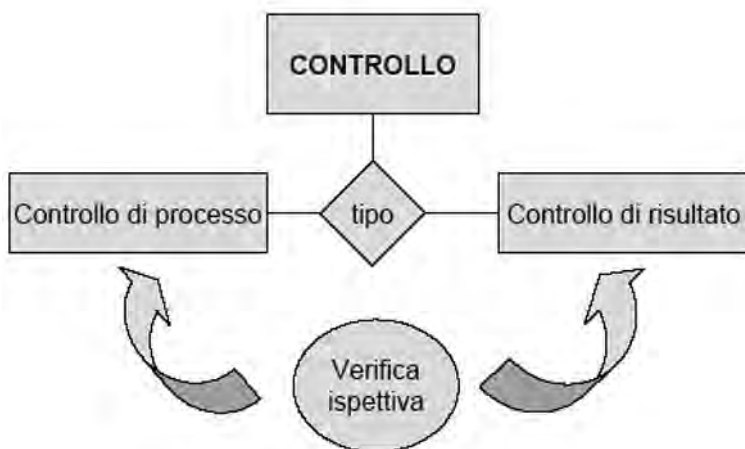 CONTROLLO
Controllo di processo
tipo
Controllo di risultato
Verifica
ispettiva